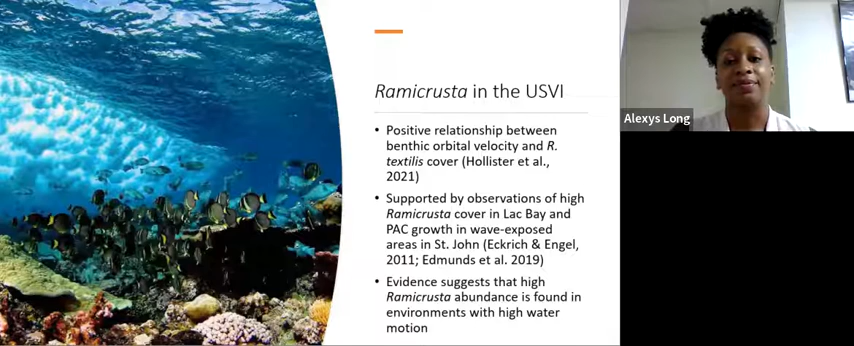 Ramicrusta in the USVI
• Positive relationship between
benthic orbital velocity and R.
textilis cover (Hollister et al.,
2021)
• Supported by observations of high
Ramicrusta cover in Lac Bay and
PAC growth in wave-exposed
areas in St. John (Eckrich & Engel,
2011; Edmunds et al. 2019)
• Evidence suggests that high
Ramicrusta abundance is found in
environments with high water
motion
Alexys Long